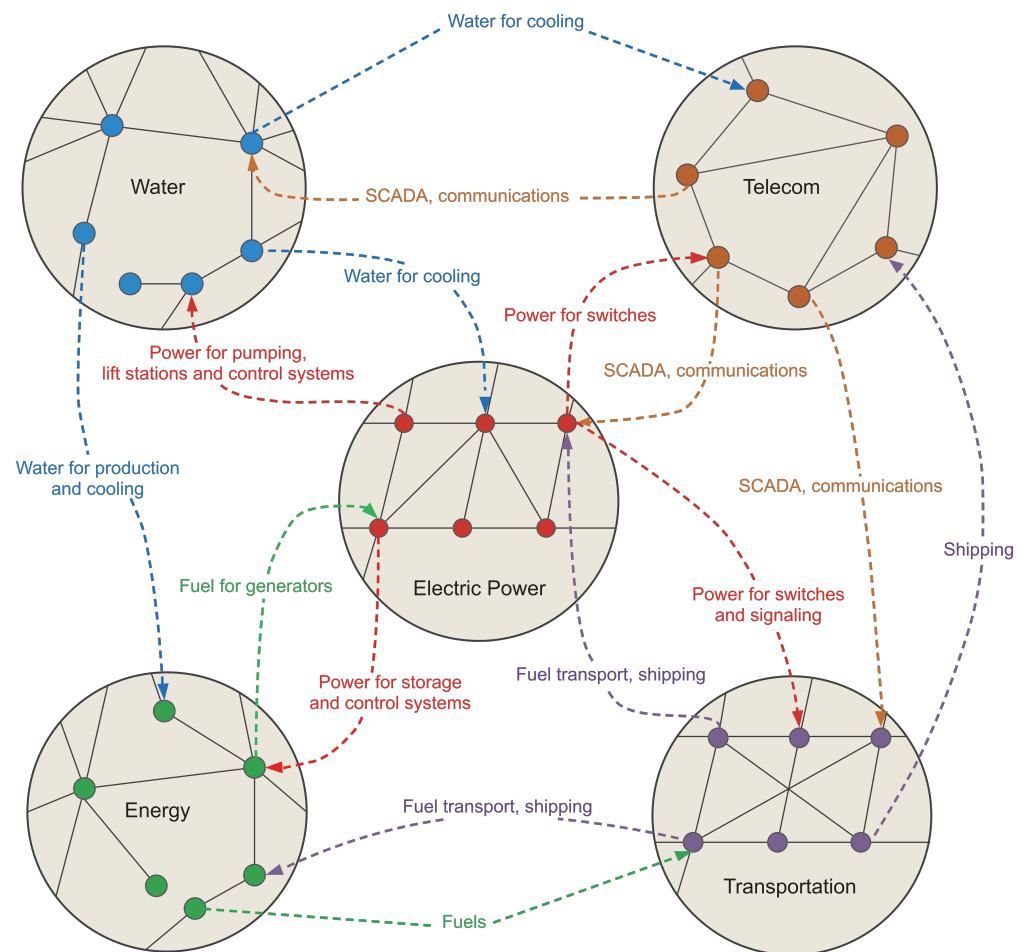 Water for cooling
Water
SCADA, communications
Telecom
Water for cooling
Power for switches
Power for pumping,
lift stations and control systems
SCADA, communications
Water for production
and cooling
SCADA, communications
Shipping
Fuel for generators
Electric Power
Power for switches
and signaling
Fuel transport, shipping
Power for storage
and control systems
Energy
Fuel transport, shipping
Transportation
Fuels